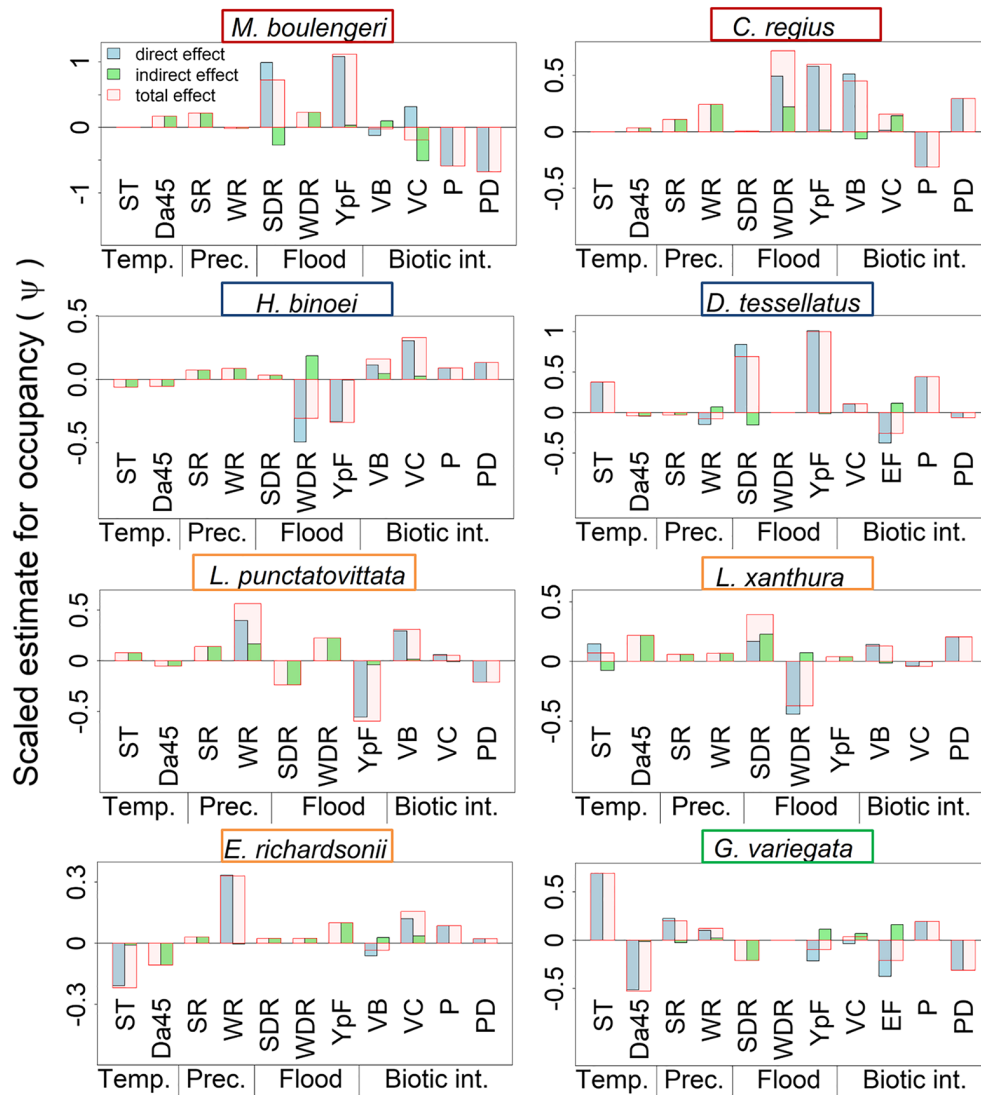 Scaled estimate for occupancy ( ψ )
M. boulengeri
direct effect
indirect effect
total effect
1
0
-1
ST Da45 SR WR SDR WDR YpF VB VC P PD
Temp. Prec. Flood Biotic int.
C. regius
0.5
0
-0.5
ST Da45 SR WR SDR WDR YpF VB VC P PD
Temp. Prec. Flood Biotic int.
H. binoei
0.5
0.0
-0.5
ST Da45 SR WR SDR WDR YpF VB VC P PD
Temp. Prec. Flood Biotic int.
D. tessellatus
1
0.5
0
-0.5
ST Da45 SR WR SDR WDR YpF VC EF P PD
Temp. Prec. Flood Biotic int.
L. punctatovittata
0.5
0
-0.5
ST Da45 SR WR SDR WDR YpF VB VC PD
Temp. Prec. Flood Biotic int.
L. xanthura
0.5
0
-0.5
ST Da45 SR WR SDR WDR YpF VB VC PD
Temp. Prec. Flood Biotic int.
E. richardsonii
0.3
0
-0.3
ST Da45 SR WR SDR WDR YpF VB VC P PD
Temp. Prec. Flood Biotic int.
G. variegata
0.5
0
-0.5
ST Da45 SR WR SDR WDR YpF VC EF P PD
Temp. Prec. Flood Biotic int.